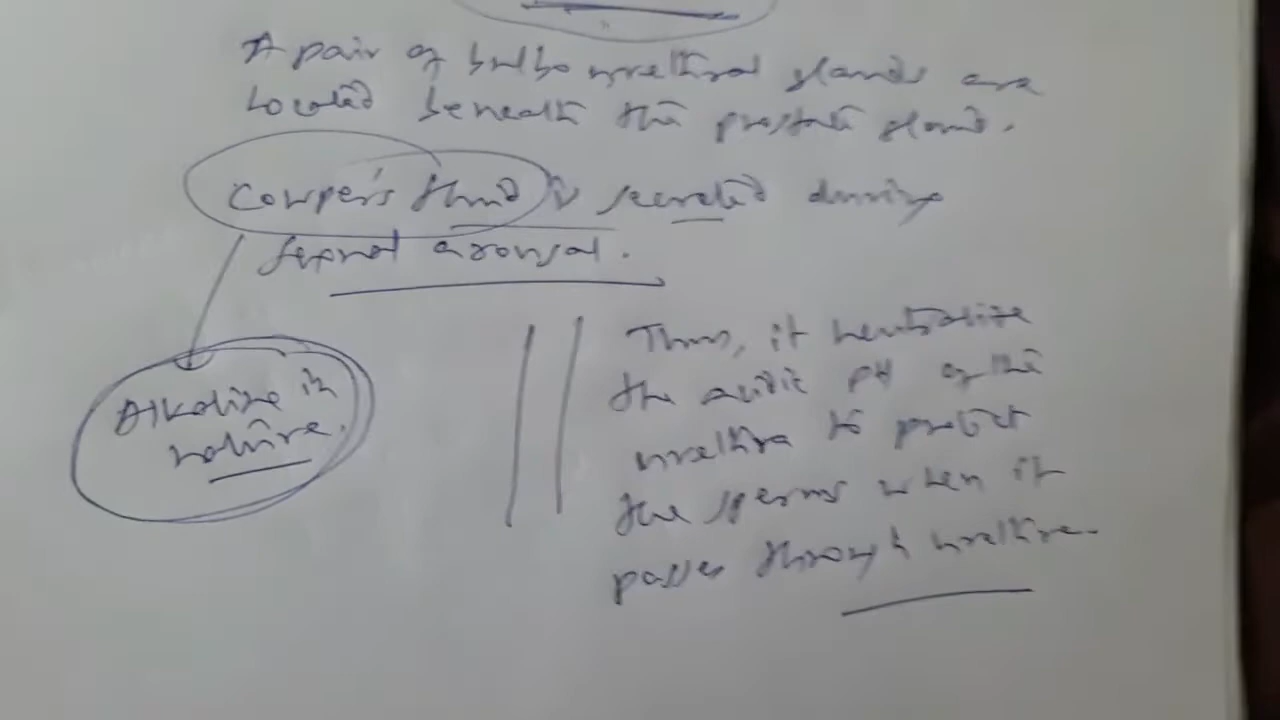 A pair of bulbo urethral glands are
located beneath the prostate gland.
Cowper's fluid is secreted during
sexual arousal.
Alkaline in
nature.
Thus, it neutralize
the acidic pH of the
urethra to protect
the sperms when it
passes through urethra.